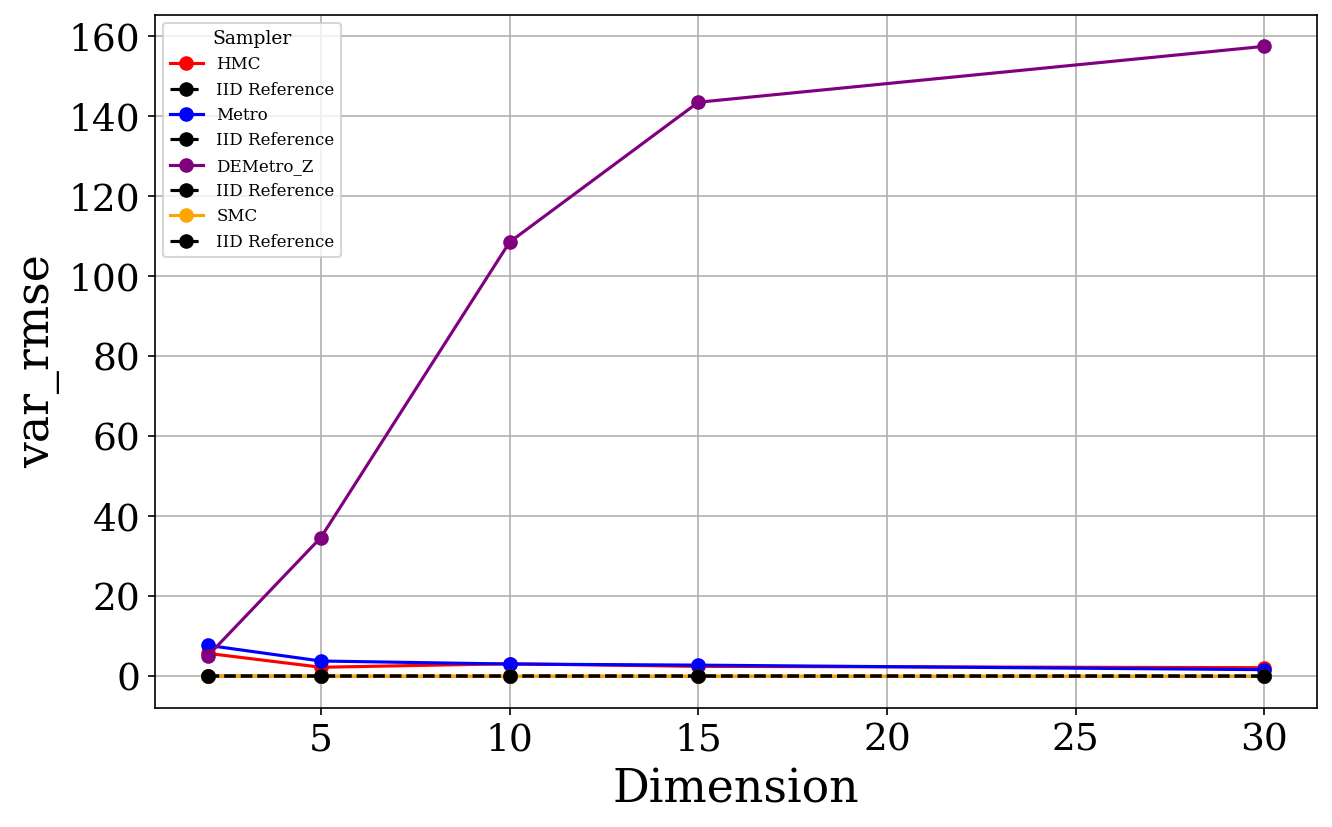 160
140
120
100
80
60
40
20
0
var_rmse
Sampler
HMC
IID Reference
Metro
IID Reference
DEMetro_Z
IID Reference
SMC
IID Reference
5 10 15 20 25 30
Dimension